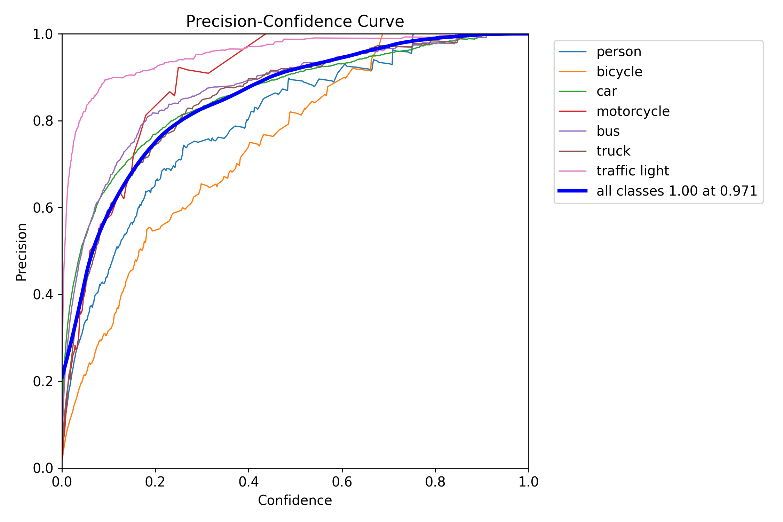 Precision-Confidence Curve
1.0
0.8
0.6
0.4
0.2
0.0
Precision
0.0 0.2 0.4 0.6 0.8 1.0
Confidence
person
bicycle
car
motorcycle
bus
truck
traffic light
all classes 1.00 at 0.971